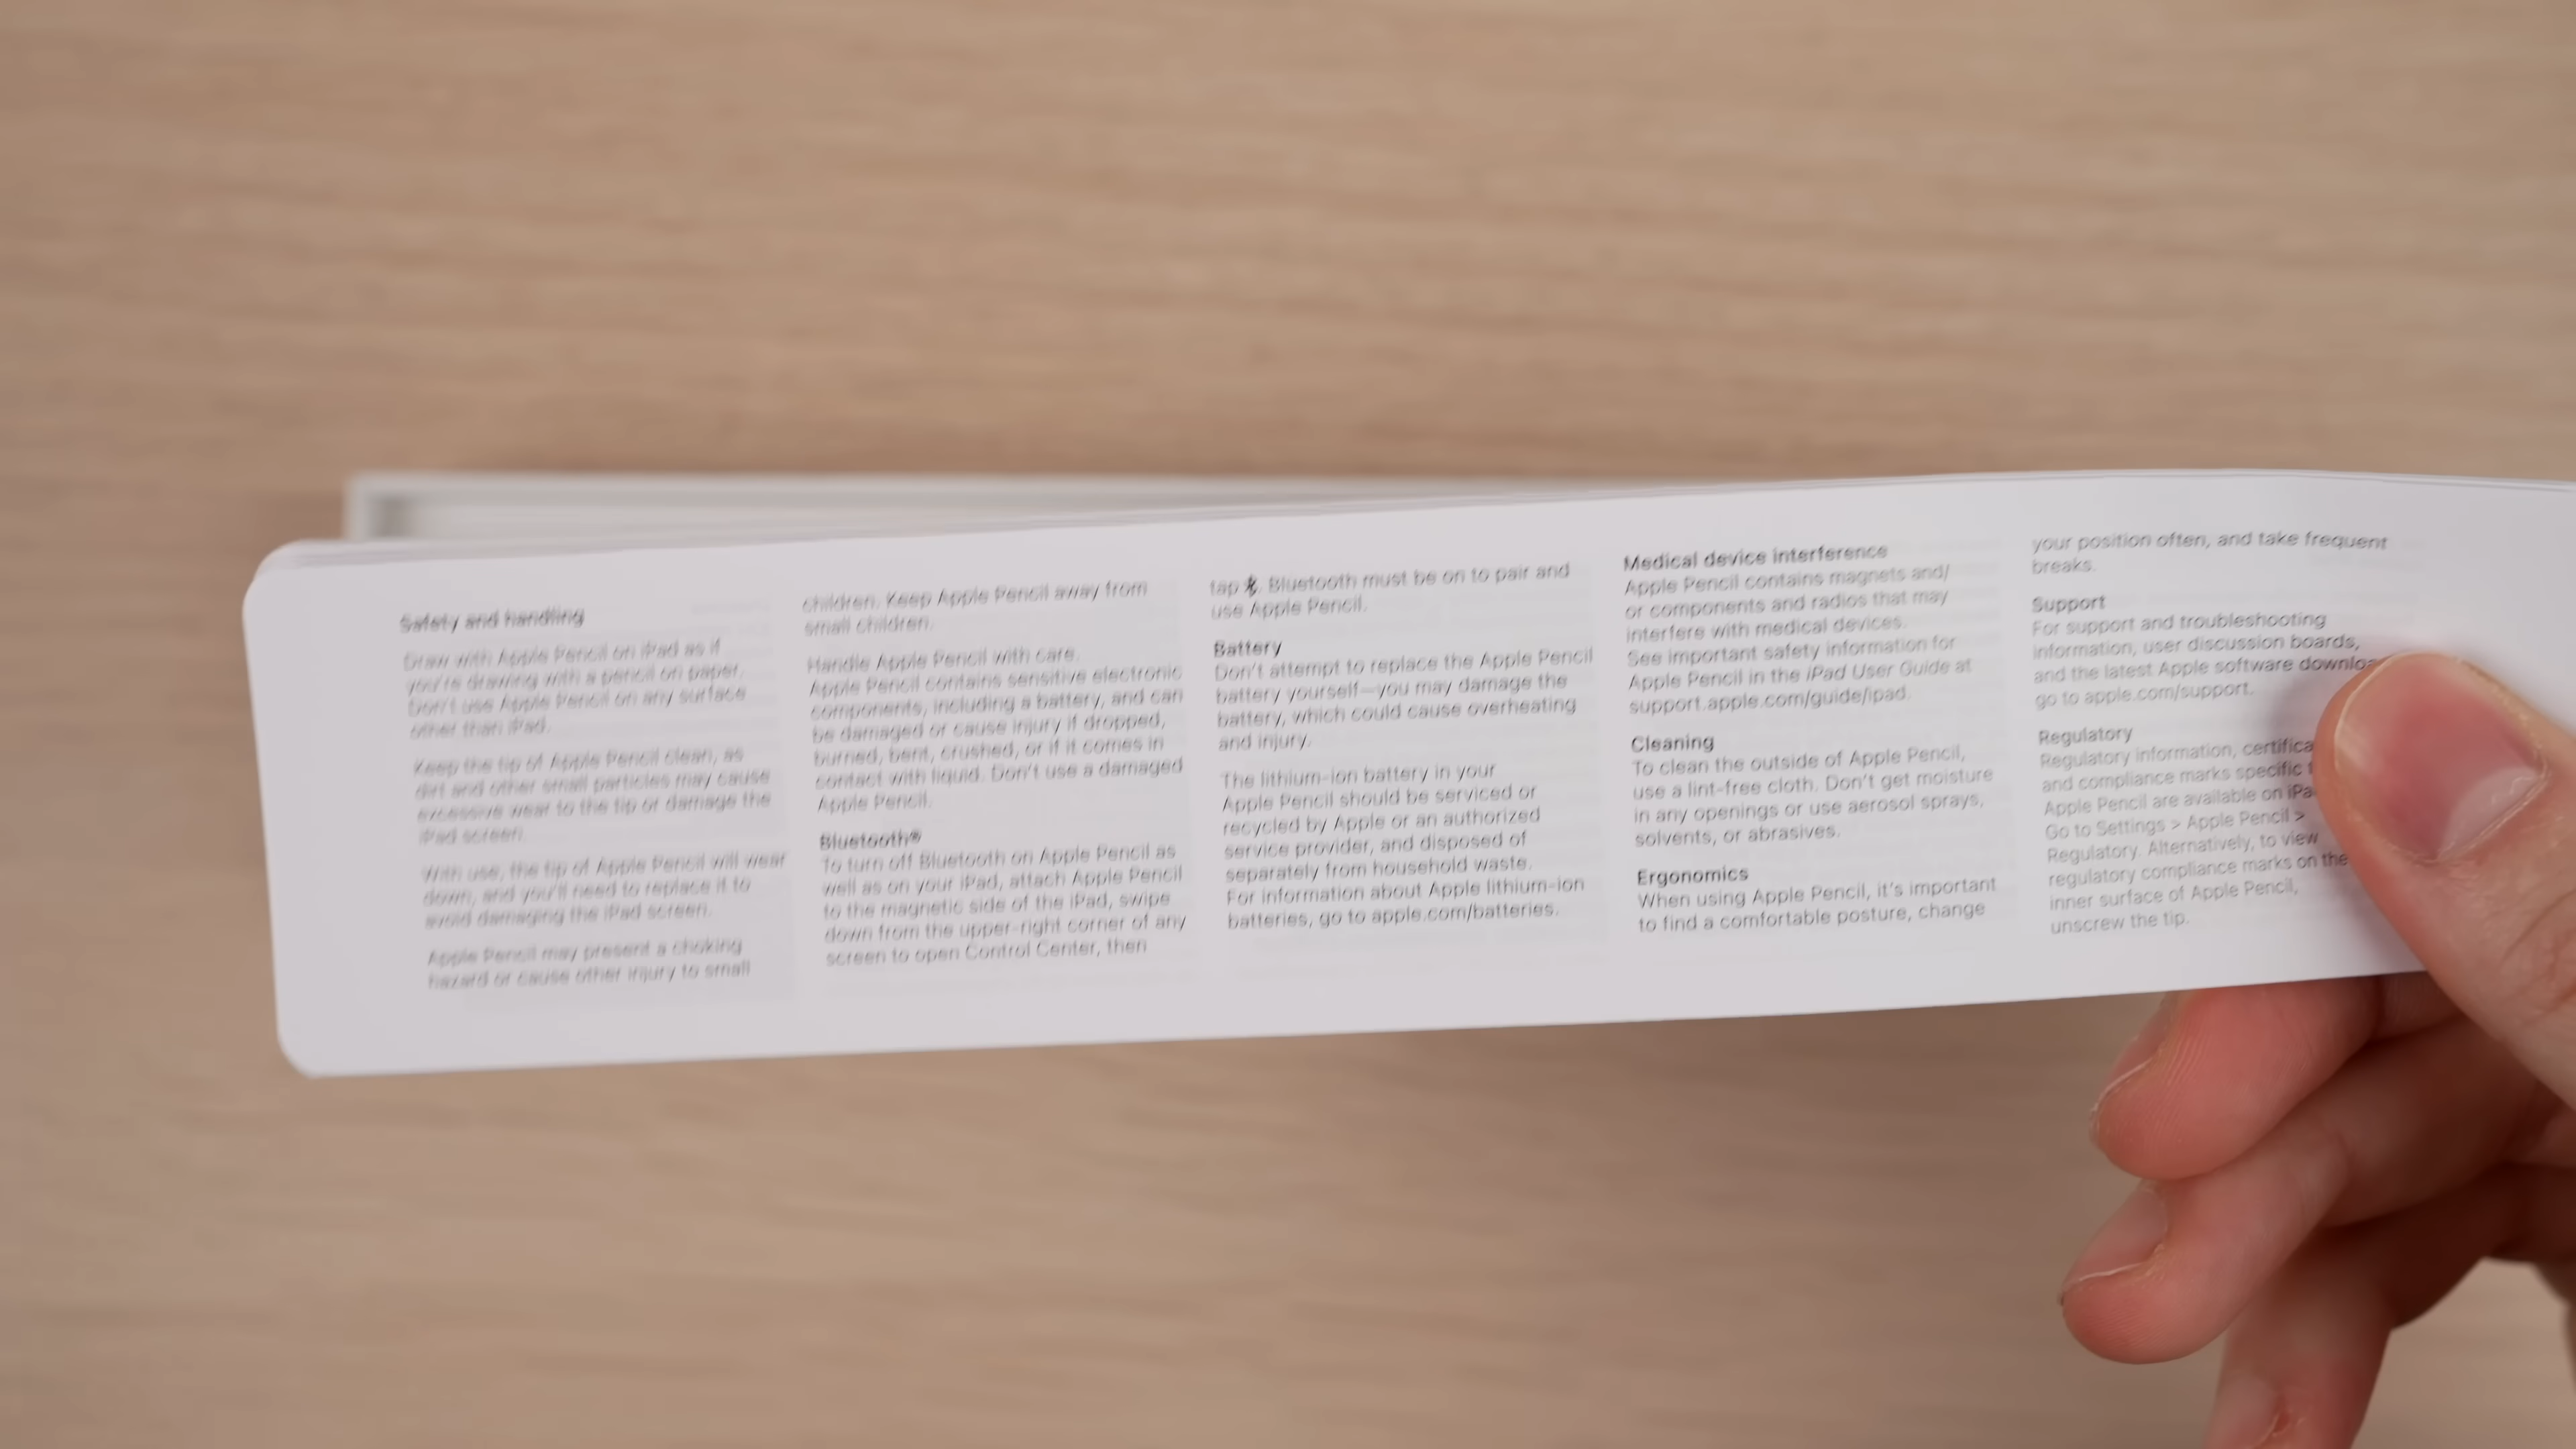 Safety and handling
Draw with Apple Pencil on iPad as if
you're drawing with a pencil on paper.
Don't use Apple Pencil on any surface
other than iPad.
Keep the tip of Apple Pencil clean, as
dirt and other small particles may cause
excessive wear to the tip or damage the
iPad screen.
With use, the tip of Apple Pencil will wear
down, and you'll need to replace it to
avoid damaging the iPad screen.
Apple Pencil may present a choking
hazard or cause other injury to small
children. Keep Apple Pencil away from
small children.
Handle Apple Pencil with care.
Apple Pencil contains sensitive electronic
components, including a battery, and can
be damaged or cause injury if dropped,
burned, bent, crushed, or if it comes in
contact with liquid. Don't use a damaged
Apple Pencil.
Bluetooth®
To turn off Bluetooth on Apple Pencil as
well as on your iPad, attach Apple Pencil
to the magnetic side of the iPad, swipe
down from the upper-right corner of any
screen to open Control Center, then
tap . Bluetooth must be on to pair and
use Apple Pencil.
Battery
Don't attempt to replace the Apple Pencil
battery yourself—you may damage the
battery, which could cause overheating
and injury.
The lithium-ion battery in your
Apple Pencil should be serviced or
recycled by Apple or an authorized
service provider, and disposed of
separately from household waste.
For information about Apple lithium-ion
batteries, go to apple.com/batteries.
Medical device interference
Apple Pencil contains magnets and/
or components and radios that may
interfere with medical devices.
See important safety information for
Apple Pencil in the iPad User Guide at
support.apple.com/guide/ipad.
Cleaning
To clean the outside of Apple Pencil,
use a lint-free cloth. Don't get moisture
in any openings or use aerosol sprays,
solvents, or abrasives.
Ergonomics
When using Apple Pencil, it's important
to find a comfortable posture, change
your position often, and take frequent
breaks.
Support
For support and troubleshooting
information, user discussion boards,
and the latest Apple software
go to apple.com/support.
Regulatory
Regulatory information,
and compliance marks specific
Apple Pencil are available on
Go to Settings > Apple Pencil >
Regulatory. Alternatively, to view
regulatory compliance marks on the
inner surface of Apple Pencil,
unscrew the tip.